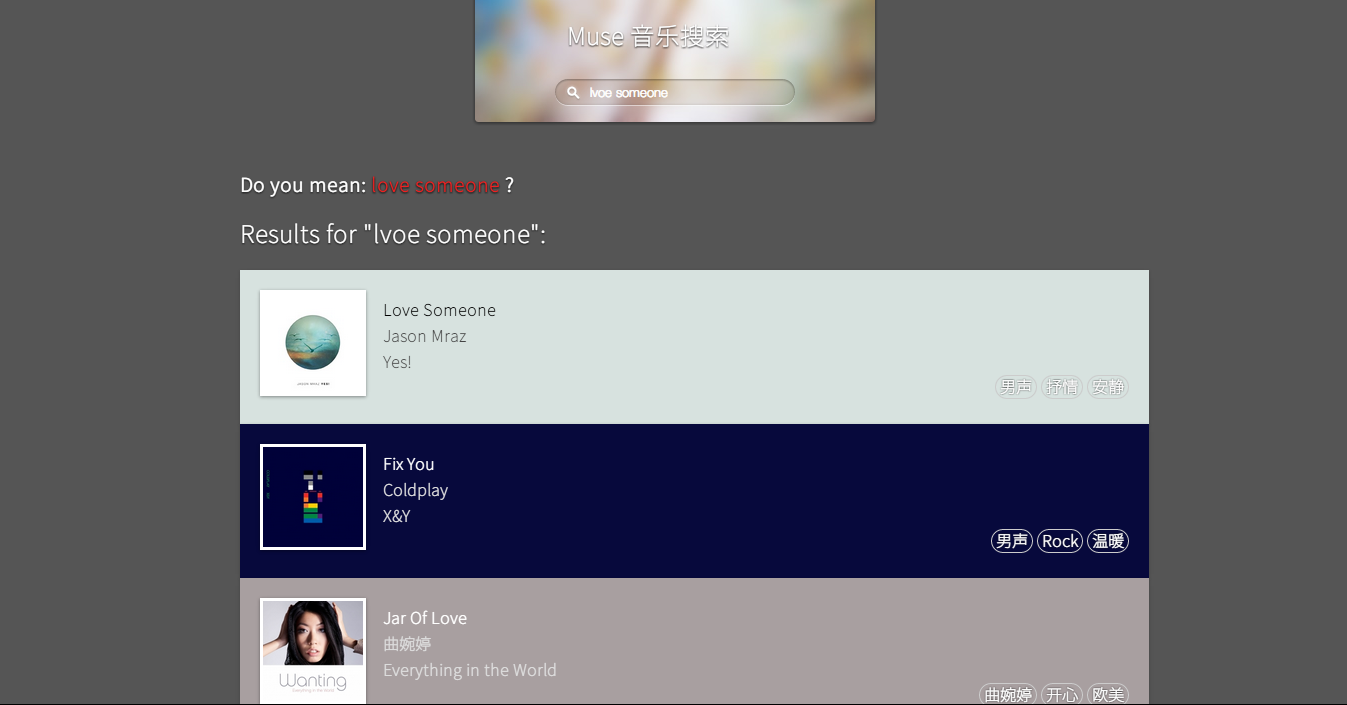 Muse 音乐搜索
lvoe someone
Do you mean: love someone ?
Results for "lvoe someone":
Love Someone
Jason Mraz
Yes!
男声 抒情 安静
JASON MRAZ YES!
Fix You
Coldplay
X&Y
男声 Rock 温暖
Jar Of Love
曲婉婷
Everything in the World
Wanting
Everything in the World
曲婉婷 开心 欧美